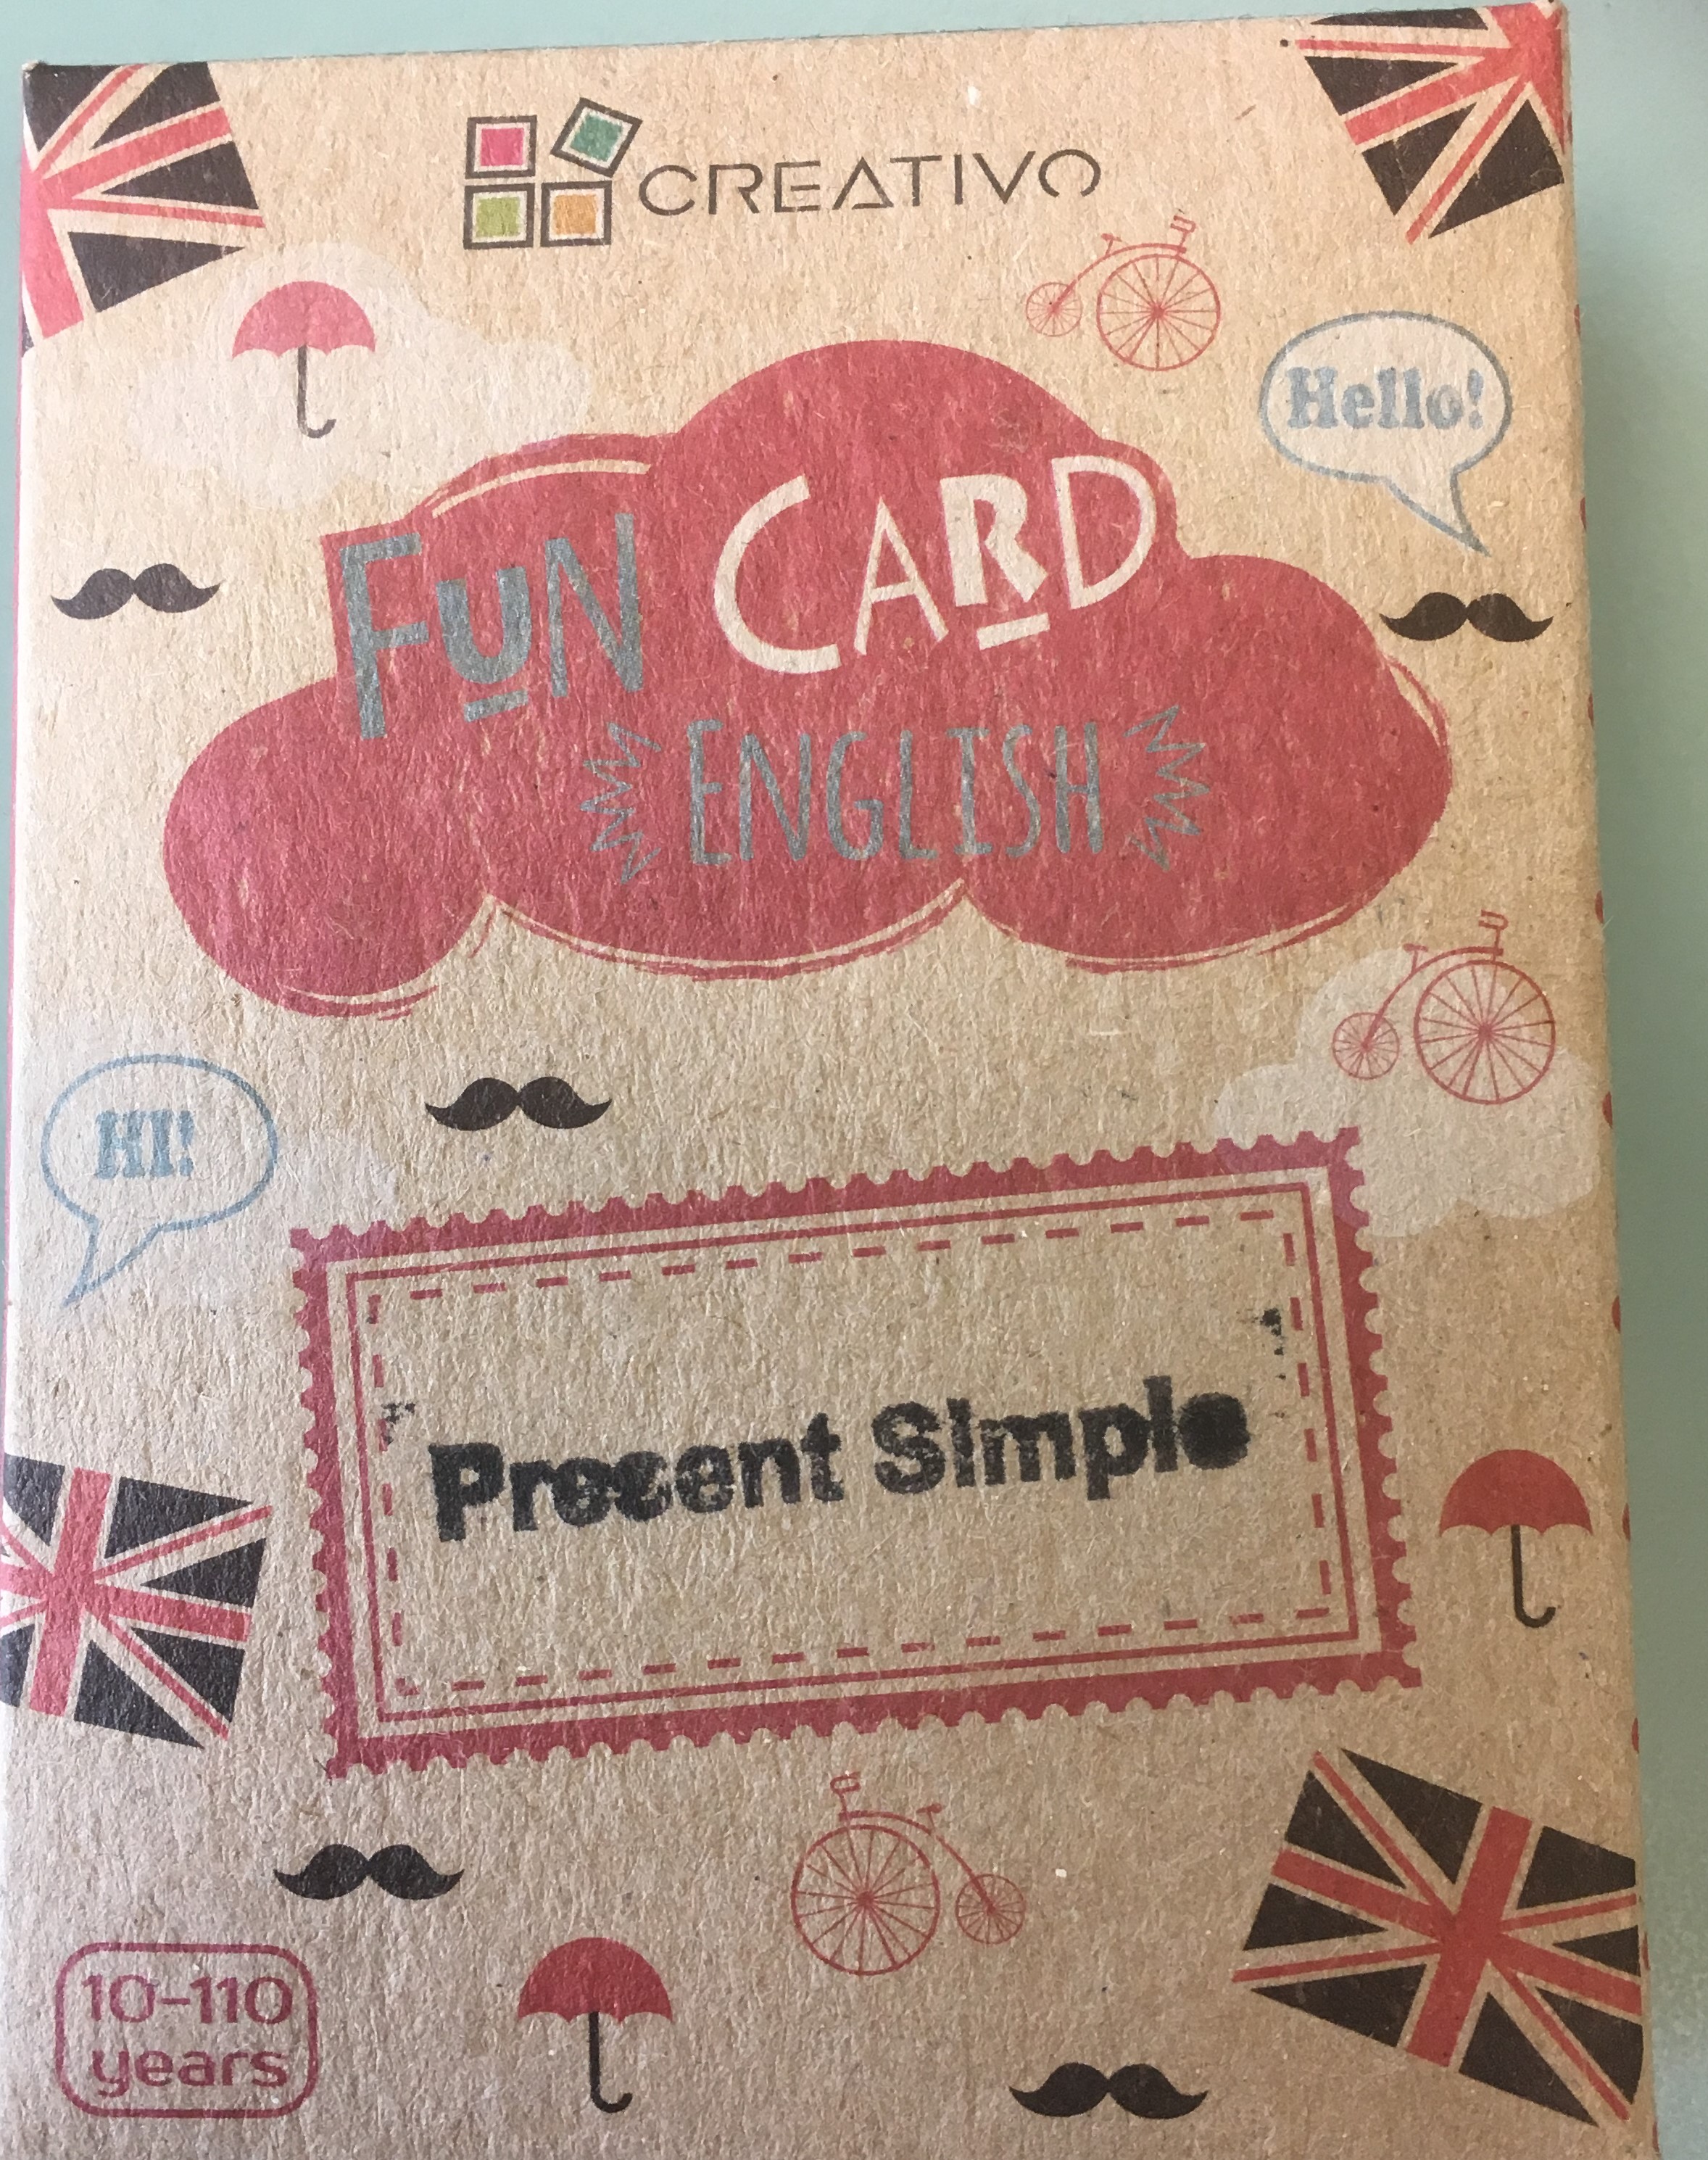 CREATIVO
Hello!
FUN CARD
ENGLISH
HI!
Present Simple
10-110
years